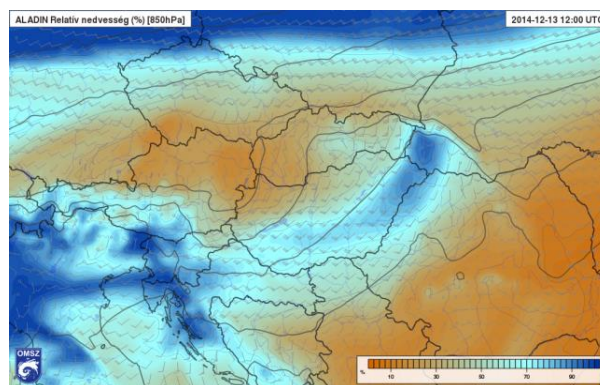 ALADIN Relatív nedvesség (%) [850hPa]
2014-12-13 12:00 UTC
OMSZ
% 10 30 50 70 90